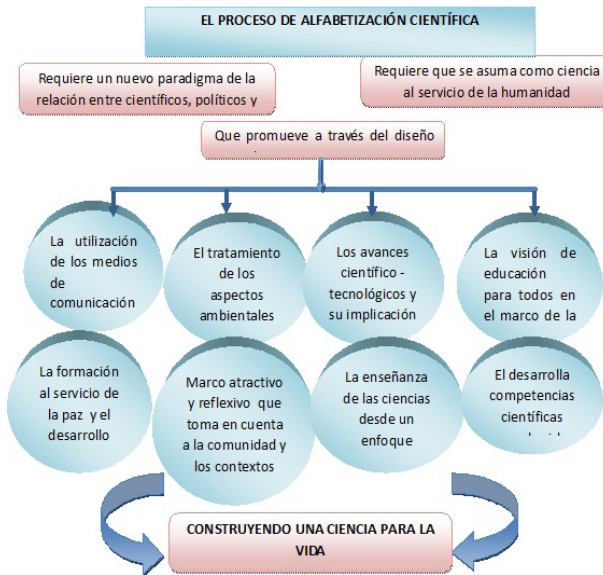 EL PROCESO DE ALFABETIZACIÓN CIENTÍFICA
Requiere un nuevo paradigma de la
relación entre científicos, políticos y
Requiere que se asuma como ciencia
al servicio de la humanidad
Que promueve a través del diseño
La utilización
de los medios
de
comunicación
El tratamiento
de los
aspectos
ambientales
Los avances
científico -
tecnológicos y
su implicación
La visión de
educación
para todos en
el marco de la
La formación
al servicio de
la paz y el
desarrollo
Marco atractivo
y reflexivo que
toma en cuenta
a la comunidad y
los contextos
La enseñanza
de las ciencias
desde un
enfoque
El desarrolla
competencias
científicas
CONSTRUYENDO UNA CIENCIA PARA LA
VIDA